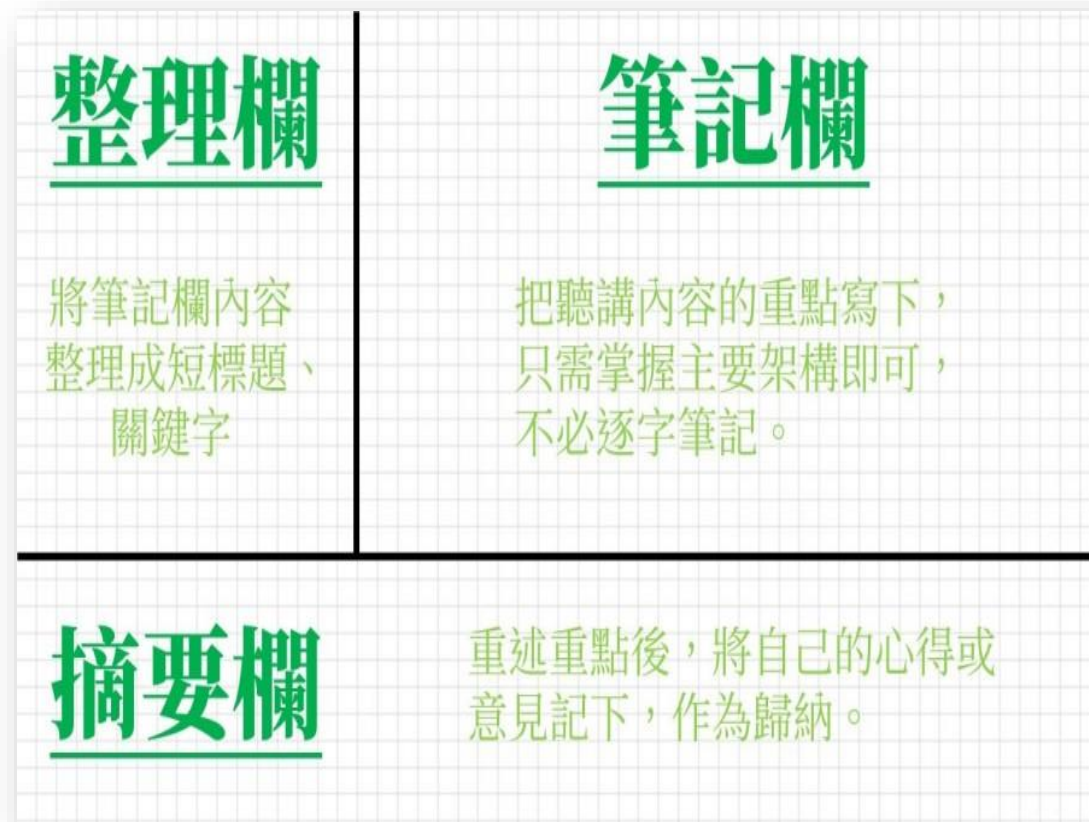 整理欄
將筆記欄內容
整理成短標題、
關鍵字
筆記欄
把聽講內容的重點寫下，
只需掌握主要架構即可，
不必逐字筆記。
摘要欄
重述重點後，將自己的心得或
意見記下，作為歸納。